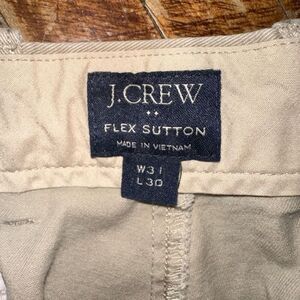 J.CREW
FLEX SUTTON
MADE IN VIETNAM
W31
L30